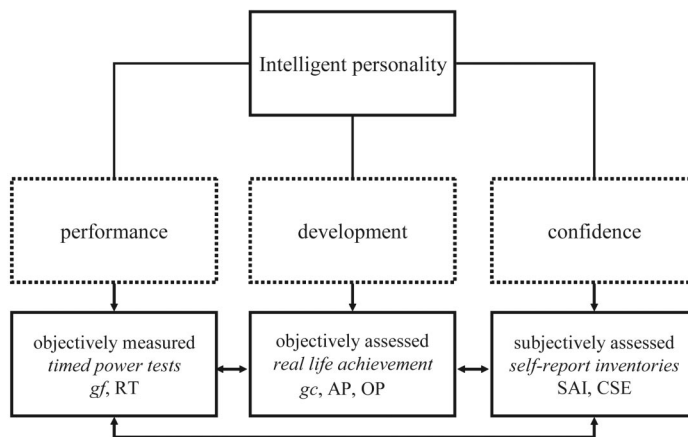 Intelligent personality
performance
development
confidence
objectively measured
timed power tests
gf, RT
objectively assessed
real life achievement
gc, AP, OP
subjectively assessed
self-report inventories
SAI, CSE